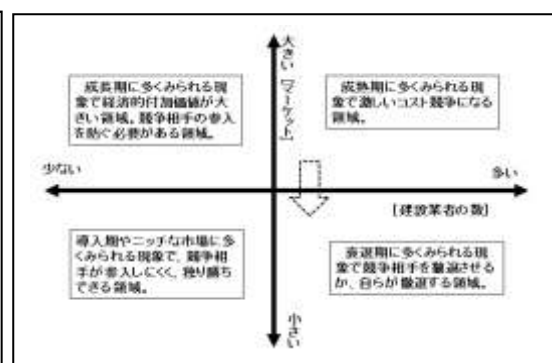 大きい
[マーケット]
成長期に多くみられる現
象で経済的付加価値が大
きい領域。競争相手の参入
を防ぐ必要がある領域。
成熟期に多くみられる現
象で激しいコスト競争になる
領域。
少ない
多い
[建設業者の数]
導入期やニッチな市場に多
くみられる現象で、競争相
手が参入しにくく、独り勝ち
できる領域。
衰退期に多くみられる現
象で競争相手を撤退させる
か、自らが撤退する領域。
小さい